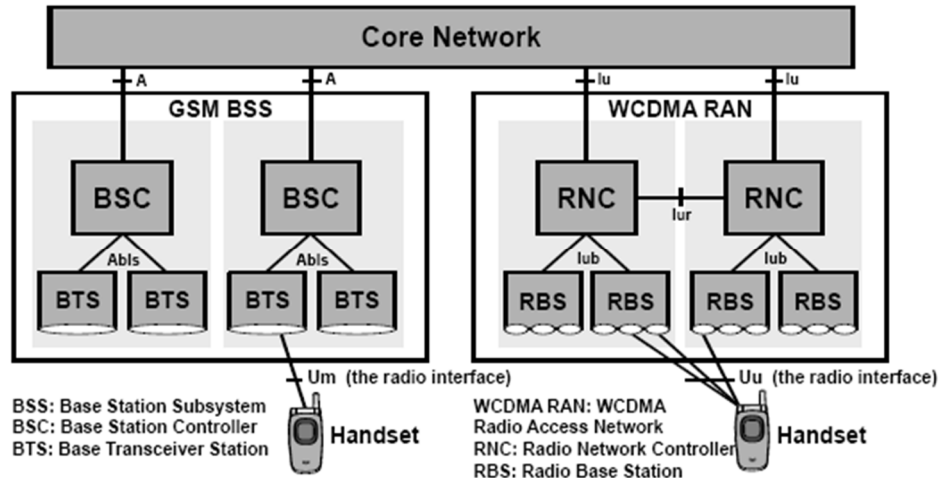 Core Network
A
A
Iu
Iu
GSM BSS
WCDMA RAN
BSC
BSC
RNC
RNC
Iur
Abis
Abis
Iub
Iub
BTS
BTS
BTS
BTS
RBS
RBS
RBS
RBS
Um (the radio interface)
Uu (the radio interface)
BSS: Base Station Subsystem
BSC: Base Station Controller
BTS: Base Transceiver Station
Handset
WCDMA RAN: WCDMA
Radio Access Network
RNC: Radio Network Controller
RBS: Radio Base Station
Handset